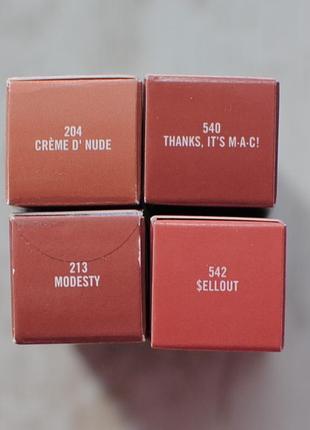 204
CRÈME D' NUDE
540
THANKS, IT'S M·A·C!
213
MODESTY
542
$ELLOUT